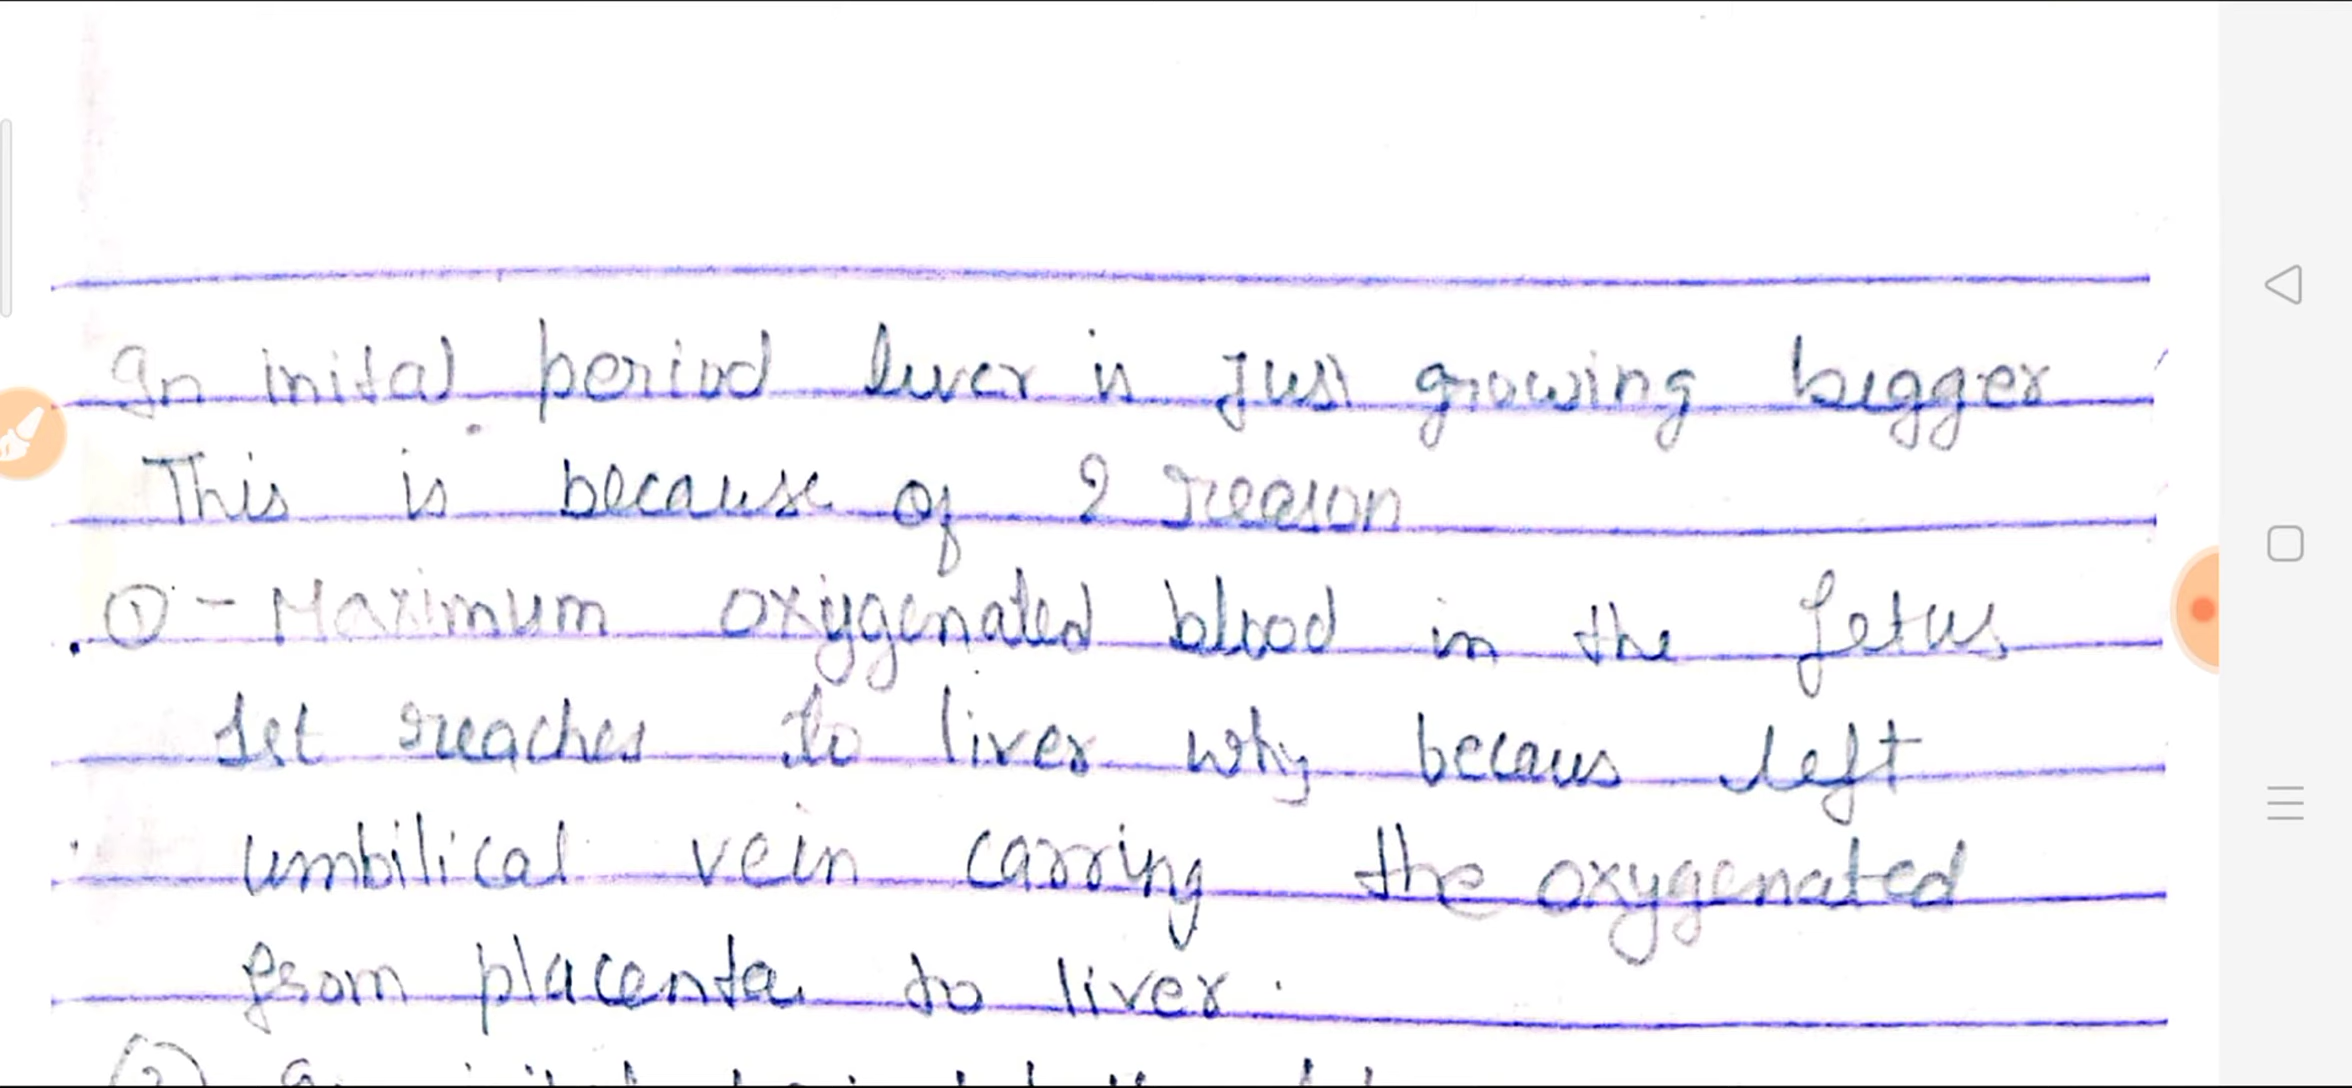 In inital period liver is just growing bigger
This is because of 2 reason
① - Maximum oxygenated blood in the fetus
1st reaches to liver why becaus left
umbilical vein carring the oxygenated
from placenta to liver.
②